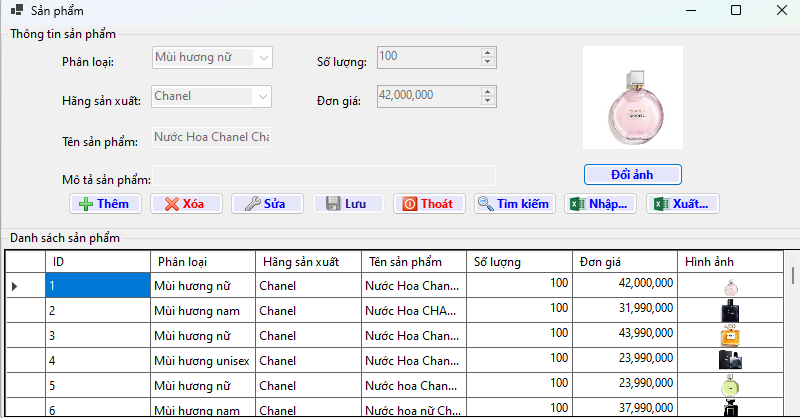 Sản phẩm
Thông tin sản phẩm
Phân loại: Mùi hương nữ Số lượng: 100
Hãng sản xuất: Chanel Đơn giá: 42,000,000
Tên sản phẩm: Nước Hoa Chanel Cha
Mô tả sản phẩm:
Đổi ảnh
Thêm Xóa Sửa Lưu Thoát Tìm kiếm Nhập... Xuất...
Danh sách sản phẩm
ID Phân loại Hãng sản xuất Tên sản phẩm Số lượng Đơn giá Hình ảnh
1 Mùi hương nữ Chanel Nước Hoa Chan... 100 42,000,000
2 Mùi hương nam Chanel Nước Hoa CHA... 100 31,990,000
3 Mùi hương nữ Chanel Nước Hoa Chan... 100 43,990,000
4 Mùi hương unisex Chanel Nước Hoa Chan... 100 23,990,000
5 Mùi hương nữ Chanel Nước hoa Chan... 100 23,990,000
6 Mùi hương nam Chanel Nước hoa nữ Ch... 100 37,990,000